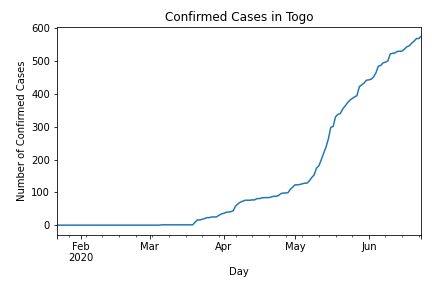 Confirmed Cases in Togo
600
500
400
300
200
100
0
Number of Confirmed Cases
Feb Mar Apr May Jun
2020
Day